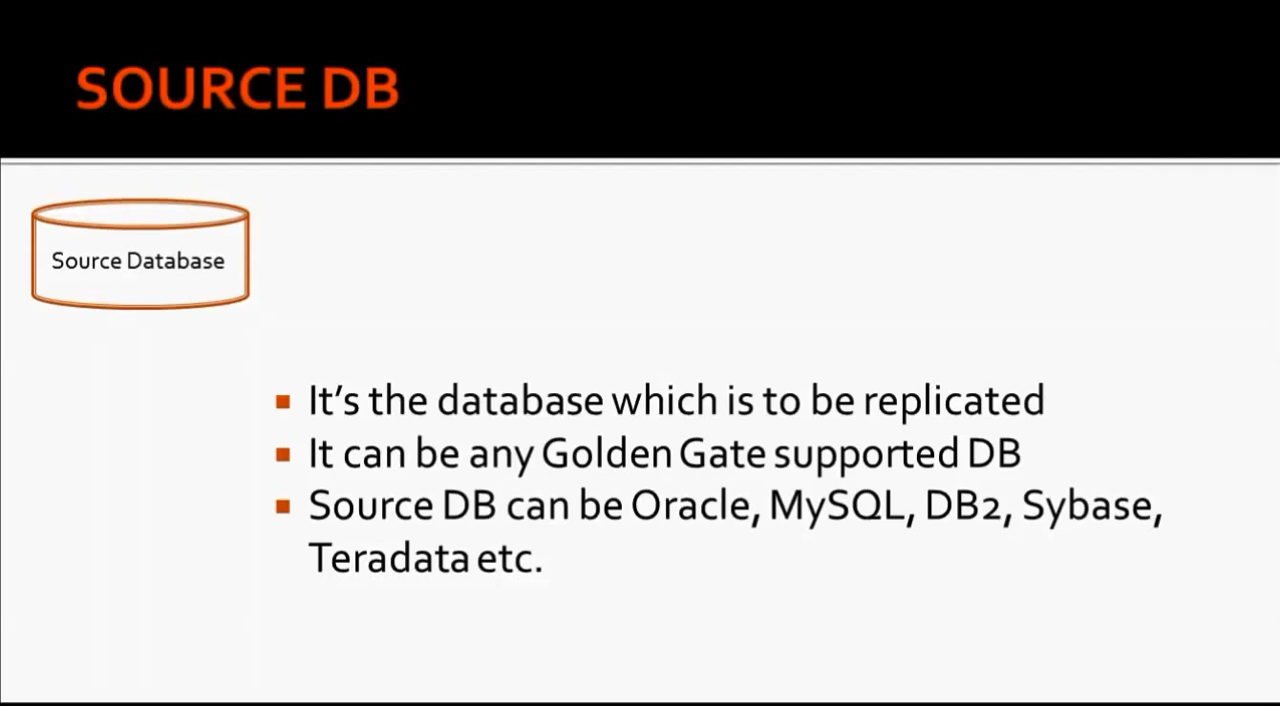 SOURCE DB
Source Database
It's the database which is to be replicated
It can be any Golden Gate supported DB
Source DB can be Oracle, MySQL, DB2, Sybase,
Teradata etc.